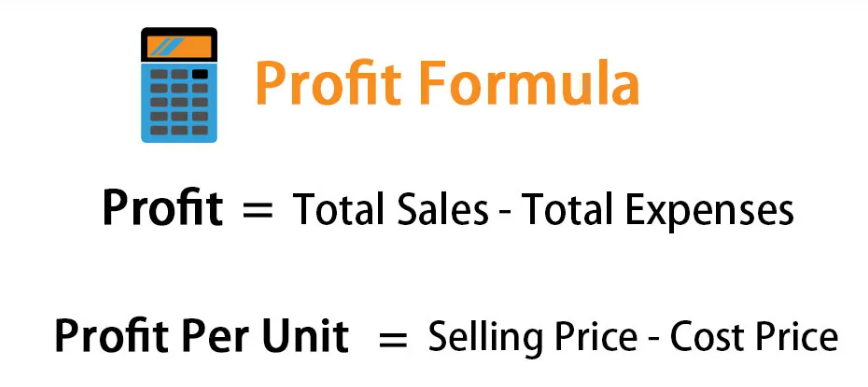 Profit Formula
Profit = Total Sales - Total Expenses
Profit Per Unit = Selling Price - Cost Price